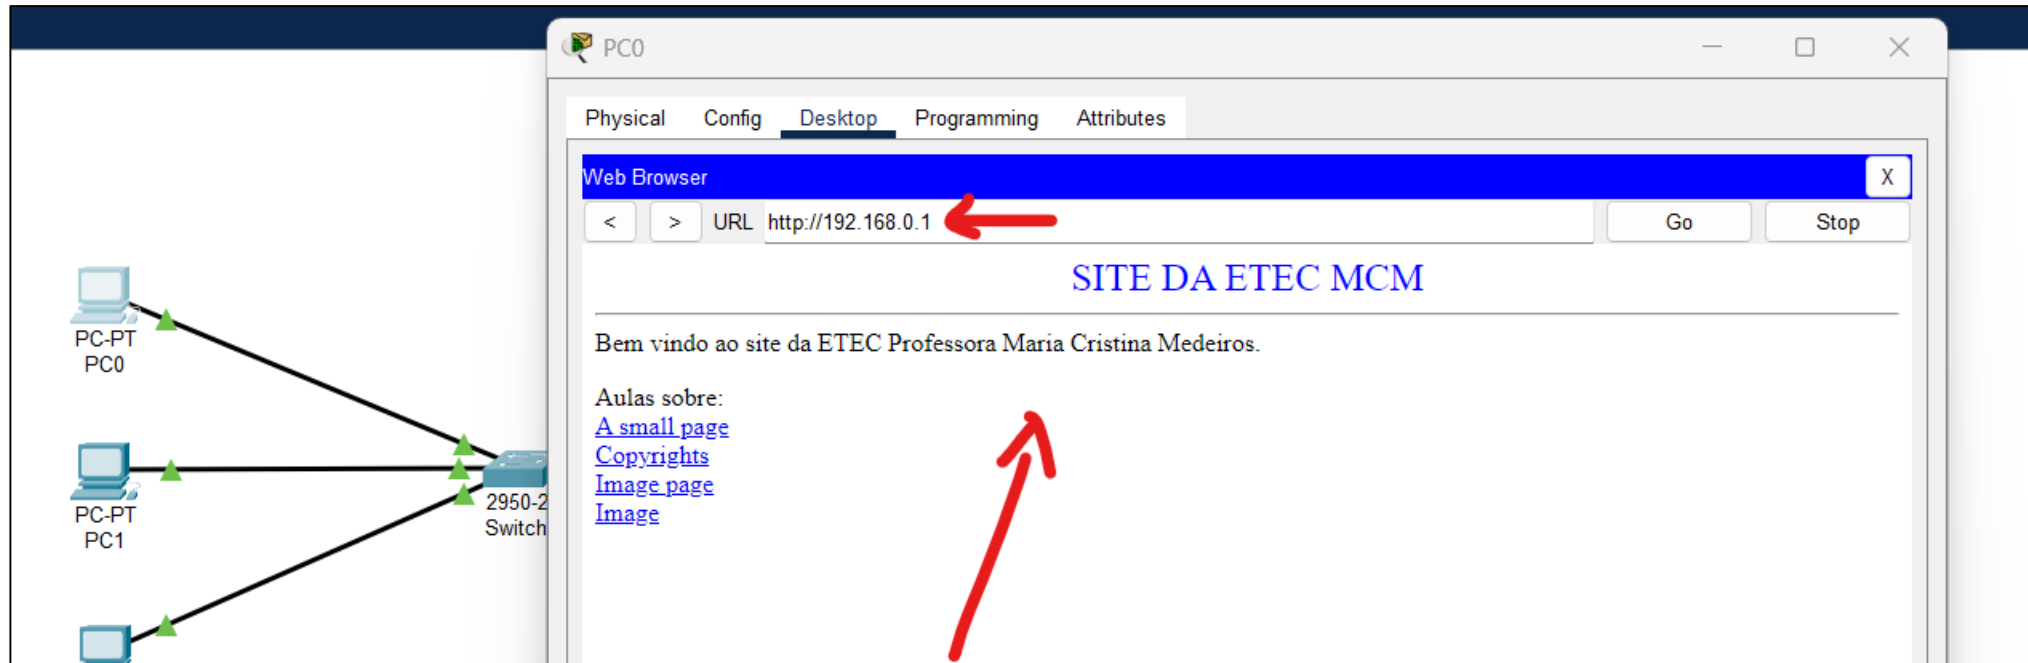 PC0
Physical Config Desktop Programming Attributes
Web Browser
X
< > URL http://192.168.0.1 Go Stop
SITE DA ETEC MCM
Bem vindo ao site da ETEC Professora Maria Cristina Medeiros.
Aulas sobre:
A small page
Copyrights
Image page
Image
PC-PT
PC0
PC-PT
PC1
2950-2
Switch